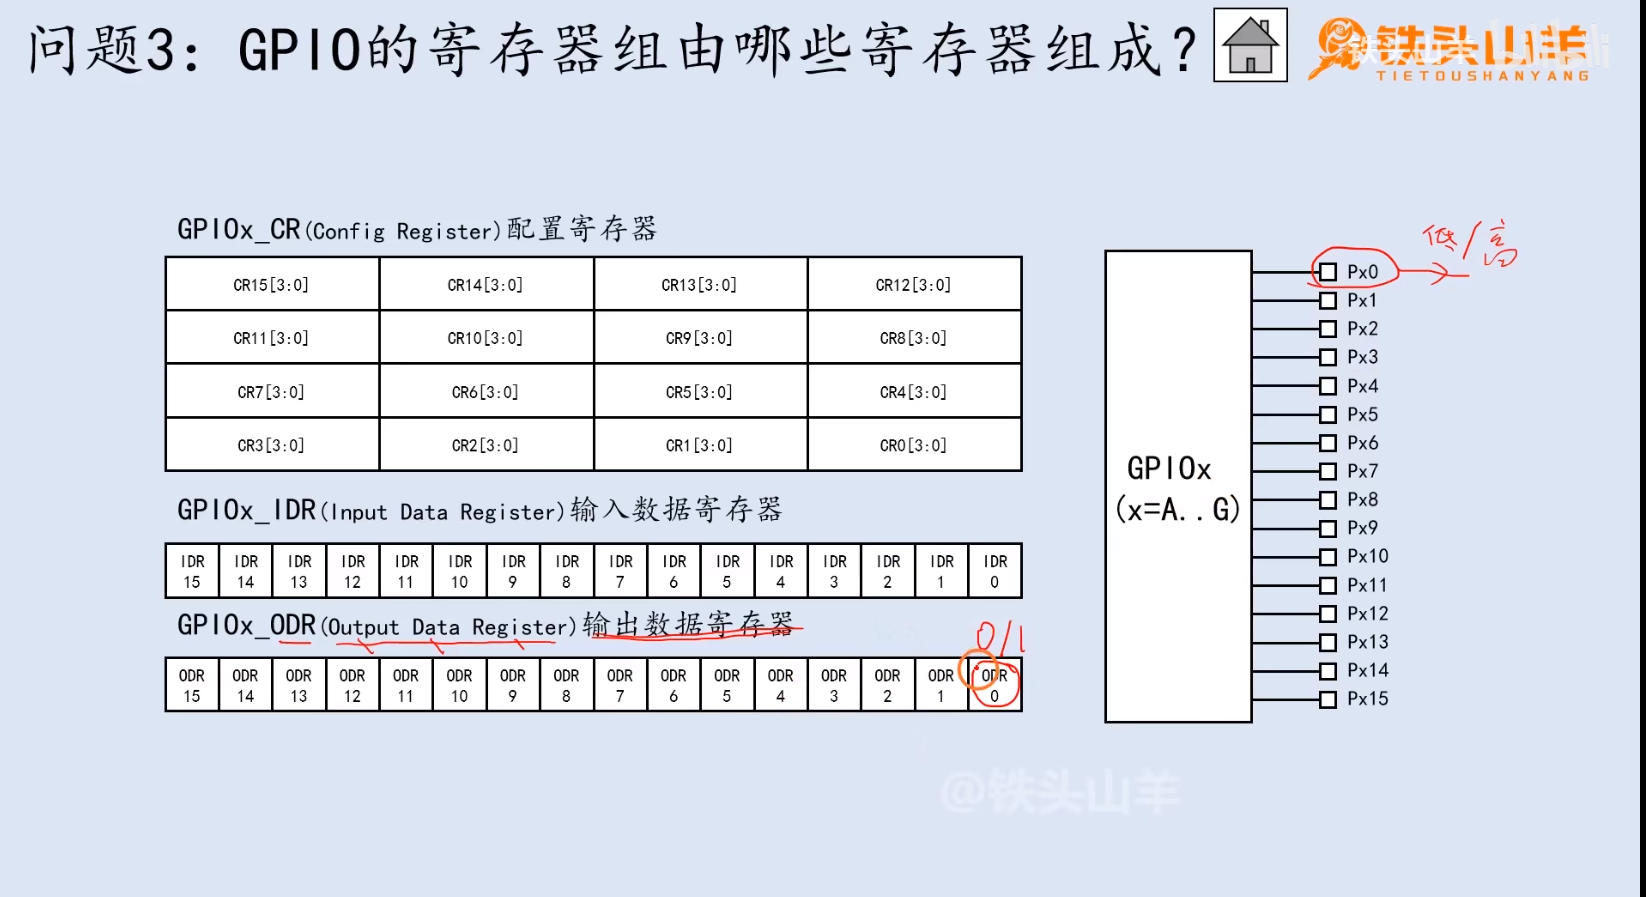 问题3：GPIO的寄存器组由哪些寄存器组成？
铁头山羊
TIETOUSHANYANG
GPIOx_CR(Config Register)配置寄存器
CR15[3:0] CR14[3:0] CR13[3:0] CR12[3:0]
CR11[3:0] CR10[3:0] CR9[3:0] CR8[3:0]
CR7[3:0] CR6[3:0] CR5[3:0] CR4[3:0]
CR3[3:0] CR2[3:0] CR1[3:0] CR0[3:0]
GPIOx_IDR(Input Data Register)输入数据寄存器
IDR IDR IDR IDR IDR IDR IDR IDR IDR IDR IDR IDR IDR IDR IDR IDR
15 14 13 12 11 10 9 8 7 6 5 4 3 2 1 0
GPIOx_ODR(Output Data Register)输出数据寄存器
0/1
ODR ODR ODR ODR ODR ODR ODR ODR ODR ODR ODR ODR ODR ODR ODR ODR
15 14 13 12 11 10 9 8 7 6 5 4 3 2 1 0
GPIOx
(x=A..G)
低/高
Px0
Px1
Px2
Px3
Px4
Px5
Px6
Px7
Px8
Px9
Px10
Px11
Px12
Px13
Px14
Px15
@铁头山羊